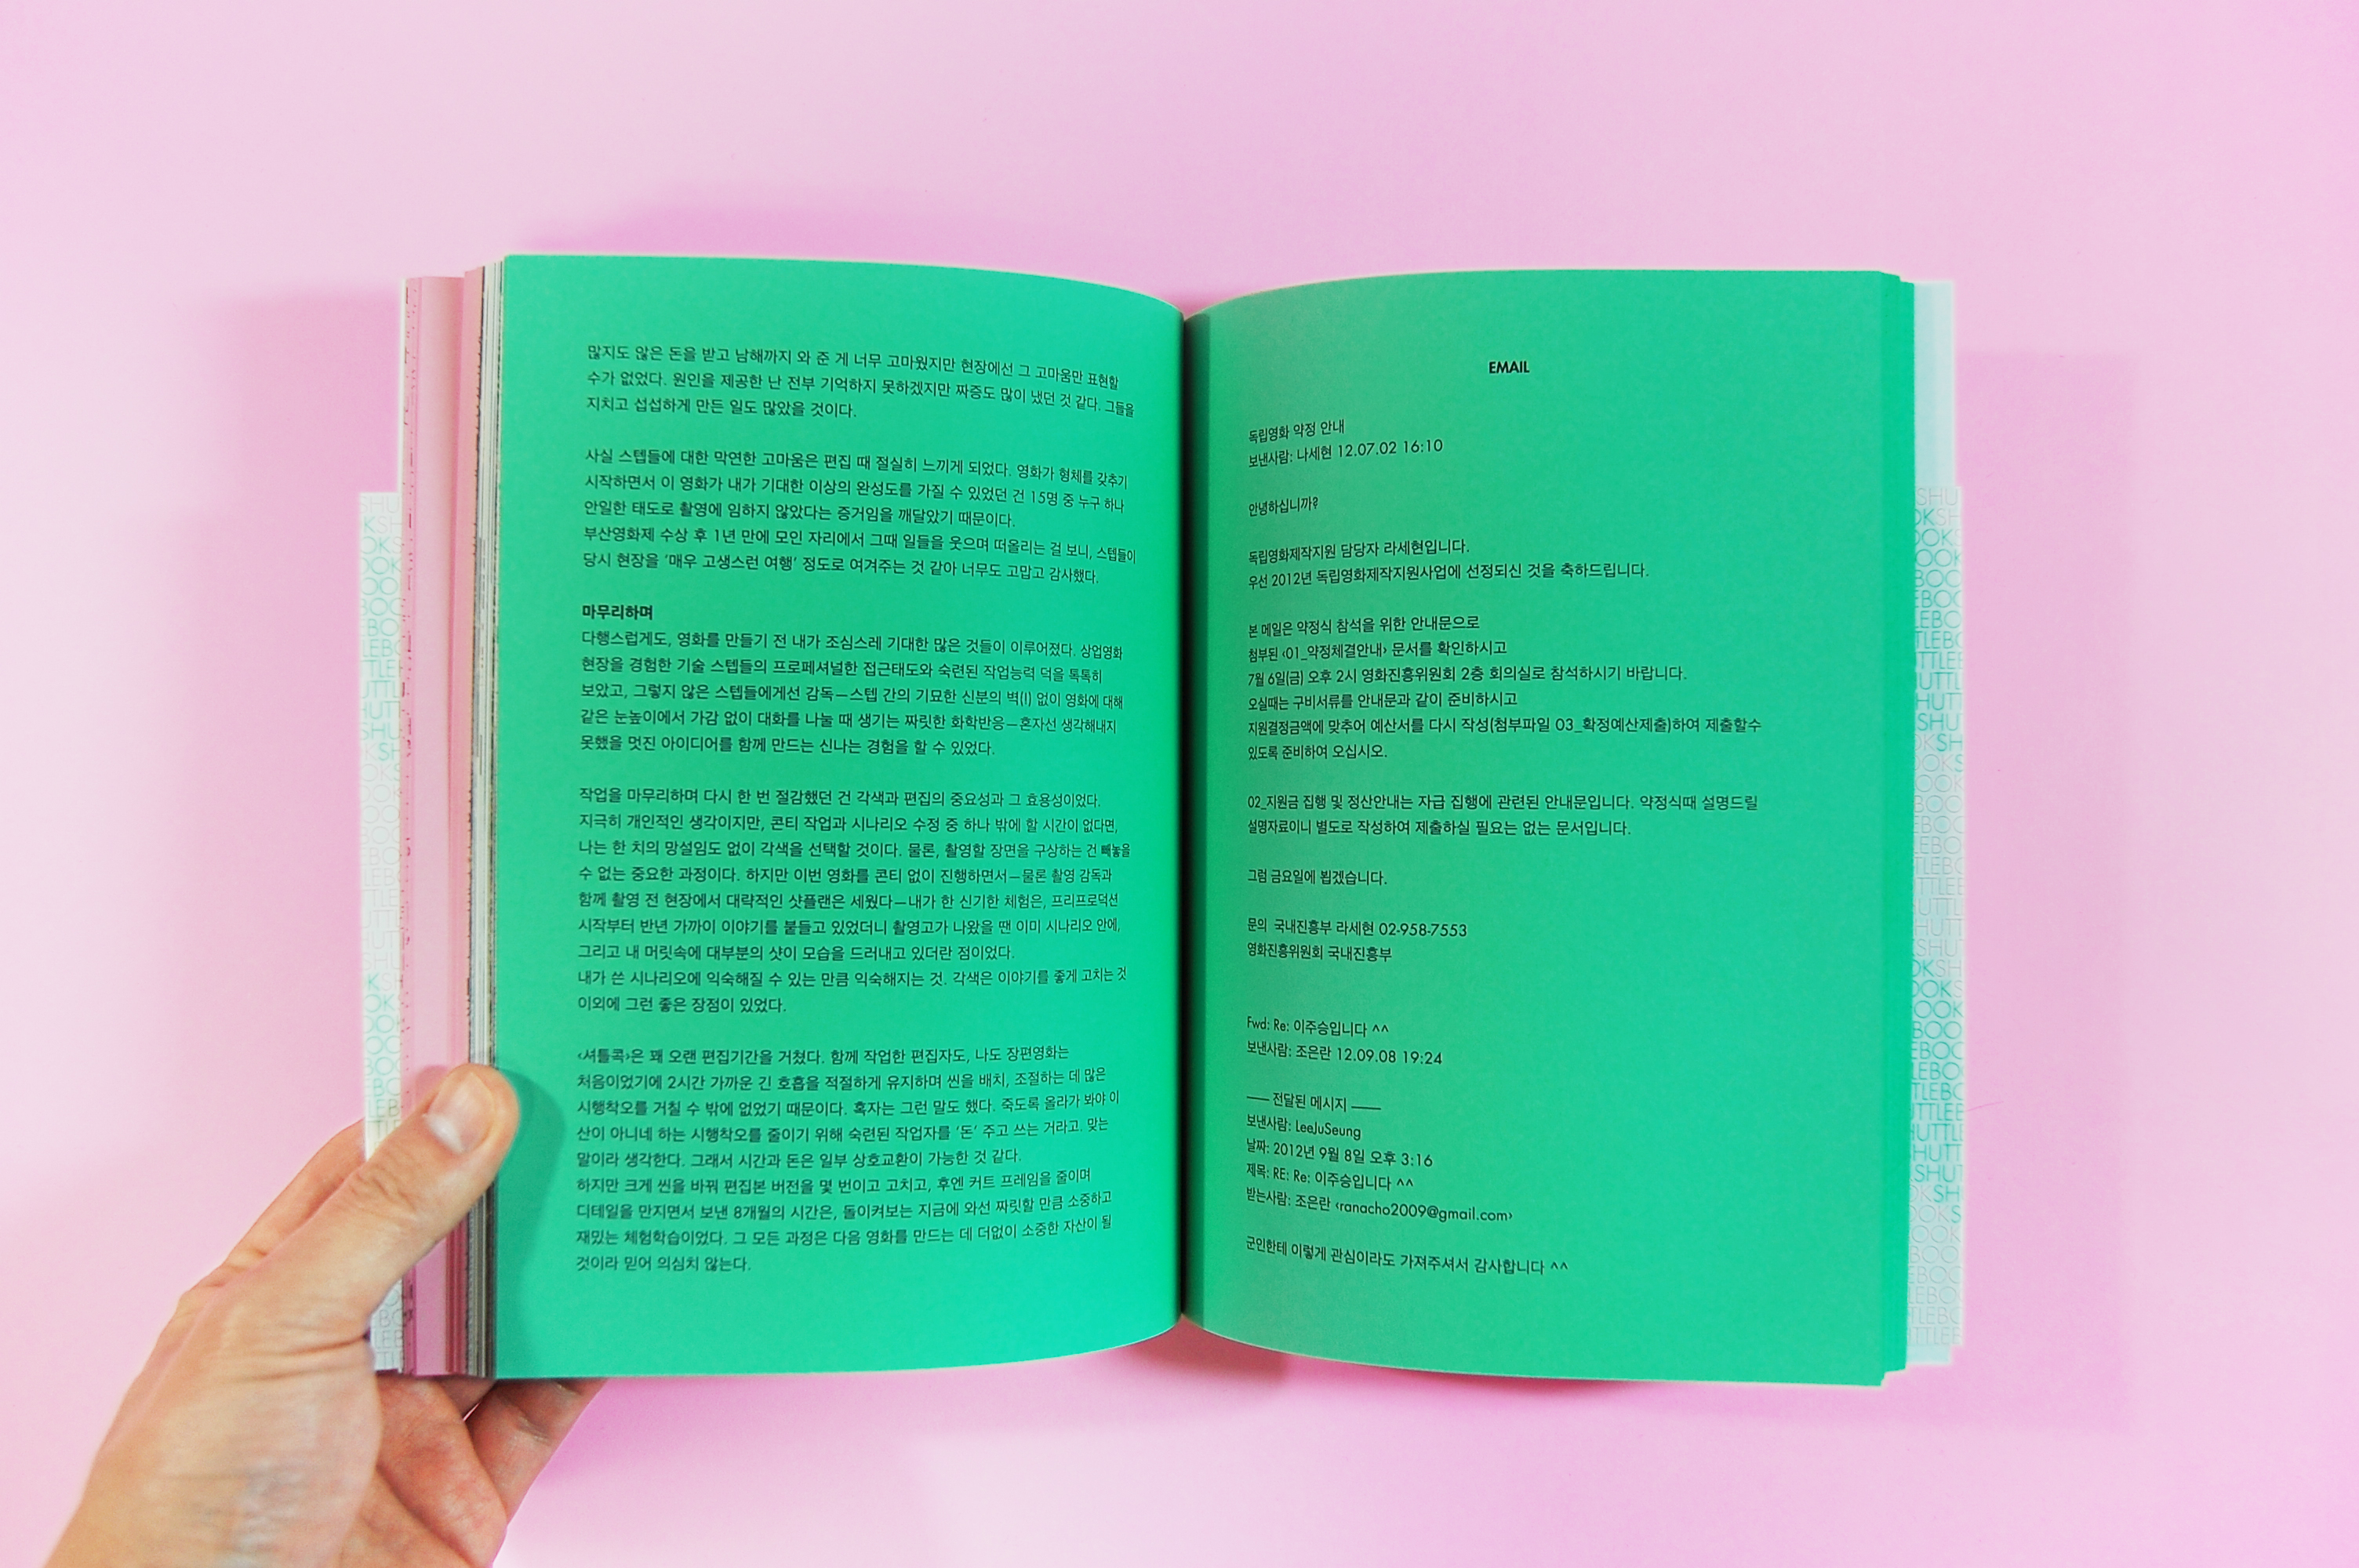 많지도 않은 돈을 받고 남해까지 와 준 게 너무 고마웠지만 현장에선 그 고마움만 표현할
수가 없었다. 원인을 제공한 난 전부 기억하지 못하겠지만 짜증도 많이 냈던 것 같다. 그들을
지치고 섭섭하게 만든 일도 많았을 것이다.
사실 스텝들에 대한 막연한 고마움은 편집 때 절실히 느끼게 되었다. 영화가 형체를 갖추기
시작하면서 이 영화가 내가 기대한 이상의 완성도를 가질 수 있었던 건 15명 중 누구 하나
안일한 태도로 촬영에 임하지 않았다는 증거임을 깨달았기 때문이다.
부산영화제 수상 후 1년 만에 모인 자리에서 그때 일들을 웃으며 떠올리는 걸 보니, 스텝들이
당시 현장을 ‘매우 고생스런 여행’ 정도로 여겨주는 것 같아 너무도 고맙고 감사했다.
마무리하며
다행스럽게도, 영화를 만들기 전 내가 조심스레 기대한 많은 것들이 이루어졌다. 상업영화
현장을 경험한 기술 스텝들의 프로페셔널한 접근태도와 숙련된 작업능력 덕을 톡톡히
보았고, 그렇지 않은 스텝들에게선 감독—스텝 간의 기묘한 신분의 벽(!) 없이 영화에 대해
같은 눈높이에서 가감 없이 대화를 나눌 때 생기는 짜릿한 화학반응—혼자선 생각해내지
못했을 멋진 아이디어를 함께 만드는 신나는 경험을 할 수 있었다.
작업을 마무리하며 다시 한 번 절감했던 건 각색과 편집의 중요성과 그 효용성이었다.
지극히 개인적인 생각이지만, 콘티 작업과 시나리오 수정 중 하나 밖에 할 시간이 없다면,
나는 한 치의 망설임도 없이 각색을 선택할 것이다. 물론, 촬영할 장면을 구상하는 건 빼놓을
수 없는 중요한 과정이다. 하지만 이번 영화를 콘티 없이 진행하면서—물론 촬영 감독과
함께 촬영 전 현장에서 대략적인 샷플랜은 세웠다—내가 한 신기한 체험은, 프리프로덕션
시작부터 반년 가까이 이야기를 붙들고 있었더니 촬영고가 나왔을 땐 이미 시나리오 안에,
그리고 내 머릿속에 대부분의 샷이 모습을 드러내고 있더란 점이었다.
내가 쓴 시나리오에 익숙해질 수 있는 만큼 익숙해지는 것. 각색은 이야기를 좋게 고치는 것
이외에 그런 좋은 장점이 있었다.
‹셔틀콕›은 꽤 오랜 편집기간을 거쳤다. 함께 작업한 편집자도, 나도 장편영화는
처음이었기에 2시간 가까운 긴 호흡을 적절하게 유지하며 씬을 배치, 조절하는 데 많은
시행착오를 거칠 수 밖에 없었기 때문이다. 혹자는 그런 말도 했다. 죽도록 올라가 봐야 이
산이 아니네 하는 시행착오를 줄이기 위해 숙련된 작업자를 ‘돈’ 주고 쓰는 거라고. 맞는
말이라 생각한다. 그래서 시간과 돈은 일부 상호교환이 가능한 것 같다.
하지만 크게 씬을 바꿔 편집본 버전을 몇 번이고 고치고, 후엔 커트 프레임을 줄이며
디테일을 만지면서 보낸 8개월의 시간은, 돌이켜보는 지금에 와선 짜릿할 만큼 소중하고
재밌는 체험학습이었다. 그 모든 과정은 다음 영화를 만드는 데 더없이 소중한 자산이 될
것이라 믿어 의심치 않는다.
EMAIL
독립영화 약정 안내
보낸사람: 나세현 12.07.02 16:10
안녕하십니까?
독립영화제작지원 담당자 라세현입니다.
우선 2012년 독립영화제작지원사업에 선정되신 것을 축하드립니다.
본 메일은 약정식 참석을 위한 안내문으로
첨부된 ‹01_약정체결안내› 문서를 확인하시고
7월 6일(금) 오후 2시 영화진흥위원회 2층 회의실로 참석하시기 바랍니다.
오실때는 구비서류를 안내문과 같이 준비하시고
지원결정금액에 맞추어 예산서를 다시 작성(첨부파일 03_확정예산제출)하여 제출할수
있도록 준비하여 오십시오.
02_지원금 집행 및 정산안내는 자급 집행에 관련된 안내문입니다. 약정식때 설명드릴
설명자료이니 별도로 작성하여 제출하실 필요는 없는 문서입니다.
그럼 금요일에 뵙겠습니다.
문의 국내진흥부 라세현 02-958-7553
영화진흥위원회 국내진흥부
Fwd: Re: 이주승입니다 ^^
보낸사람: 조은란 12.09.08 19:24
—— 전달된 메시지 ——
보낸사람: LeeJuSeung
날짜: 2012년 9월 8일 오후 3:16
제목: RE: Re: 이주승입니다 ^^
받는사람: 조은란 ‹ranacho2009@gmail.com›
군인한테 이렇게 관심이라도 가져주셔서 감사합니다 ^^